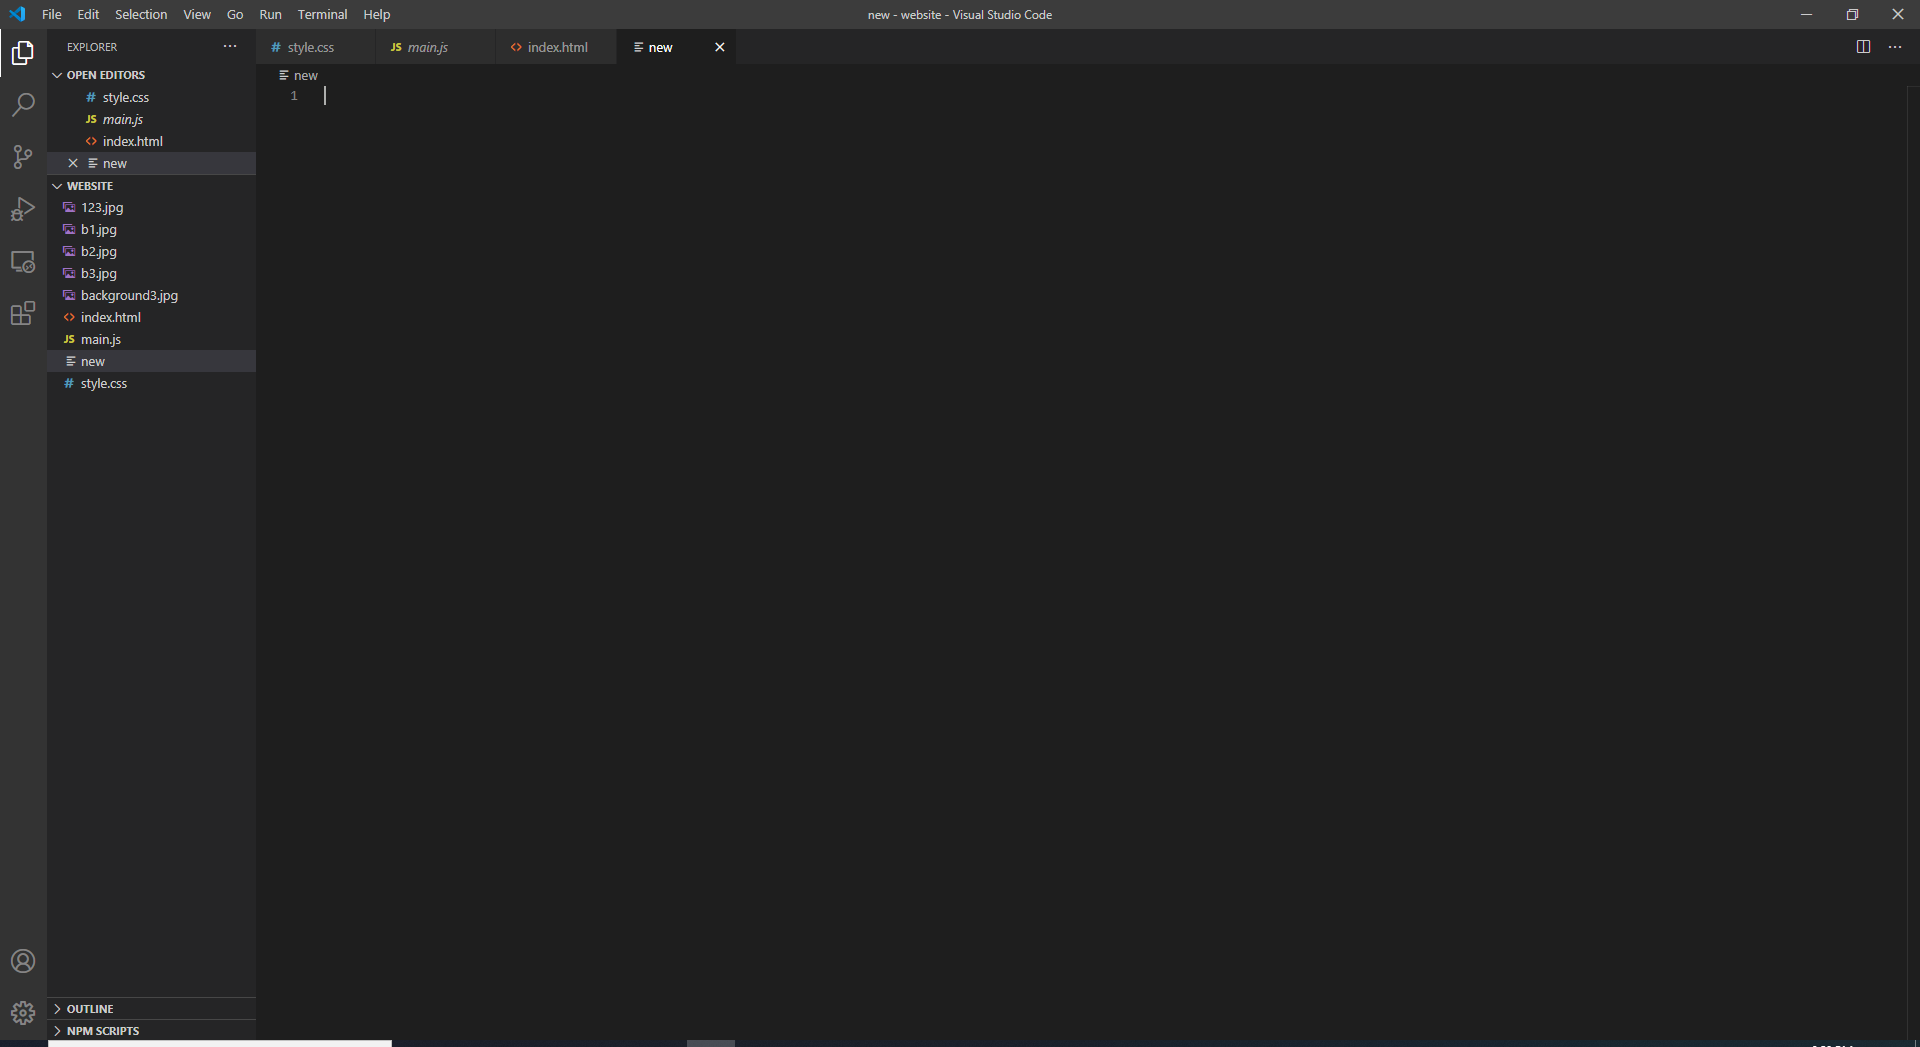 File Edit Selection View Go Run Terminal Help new - website - Visual Studio Code
EXPLORER
# style.css
JS main.js
<> index.html
new
OPEN EDITORS
# style.css
JS main.js
<> index.html
new
WEBSITE
123.jpg
b1.jpg
b2.jpg
b3.jpg
background3.jpg
<> index.html
JS main.js
new
# style.css
OUTLINE
NPM SCRIPTS
new
1